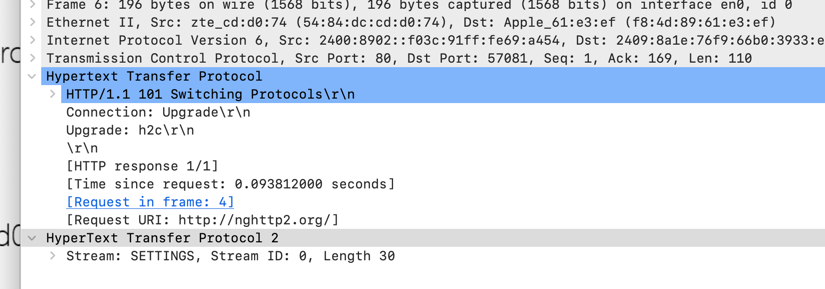 Frame 6: 196 bytes on wire (1568 bits), 196 bytes captured (1568 bits) on interface en0, id 0
Ethernet II, Src: zte_cd:d0:74 (54:84:dc:cd:d0:74), Dst: Apple_61:e3:ef (f8:4d:89:61:e3:ef)
Internet Protocol Version 6, Src: 2400:8902::f03c:91ff:fe69:a454, Dst: 2409:8a1e:76f9:66b0:3933:e
Transmission Control Protocol, Src Port: 80, Dst Port: 57081, Seq: 1, Ack: 169, Len: 110
Hypertext Transfer Protocol
HTTP/1.1 101 Switching Protocols\r\n
Connection: Upgrade\r\n
Upgrade: h2c\r\n
\r\n
[HTTP response 1/1]
[Time since request: 0.093812000 seconds]
[Request in frame: 4]
[Request URI: http://nghttp2.org/]
HyperText Transfer Protocol 2
Stream: SETTINGS, Stream ID: 0, Length 30